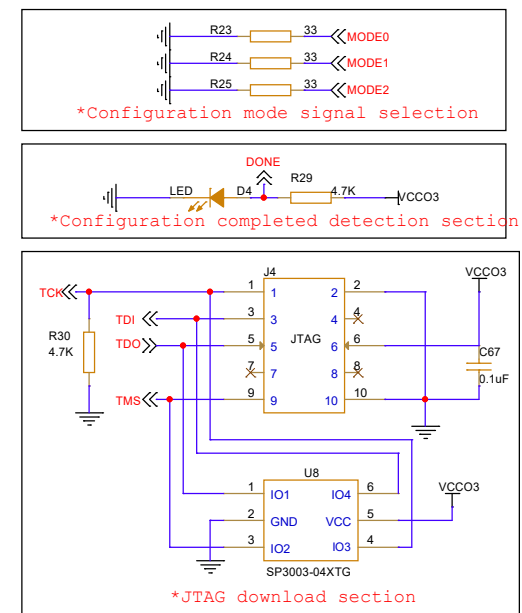 R23 33 MODE0
R24 33 MODE1
R25 33 MODE2
*Configuration mode signal selection
DONE
R29
LED D4 4.7K VCCO3
*Configuration completed detection section
J4 VCCO3
TCK 1 1 2 2
TDI 3 3 4 4
R30
4.7K
TDO 5 5 JTAG 6 6
C67
0.1uF
7 7 8 8
TMS 9 9 10 10
U8
VCCO3
1 IO1 IO4 6
2 GND VCC 5
3 IO2 IO3 4
SP3003-04XTG
*JTAG download section